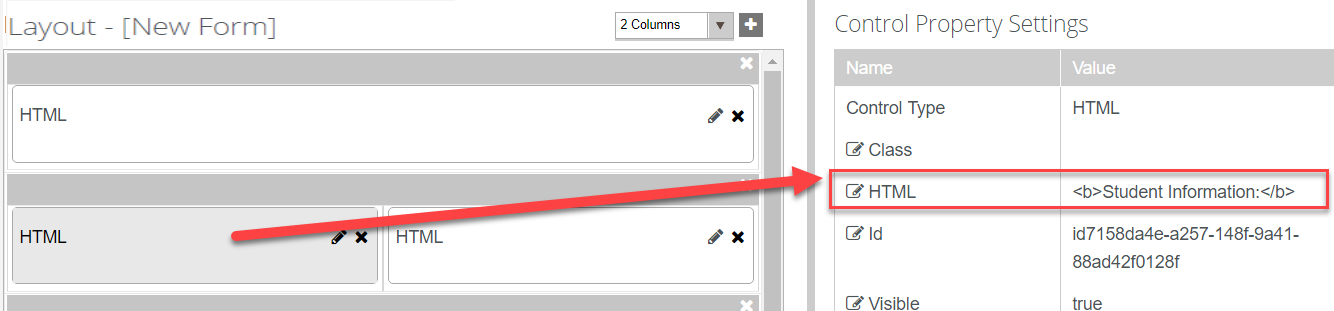 Layout - [New Form]
2 Columns
HTML
HTML
HTML
Control Property Settings
Name Value
Control Type HTML
Class
HTML <b>Student Information:</b>
Id id7158da4e-a257-148f-9a41-
88ad42f0128f
Visible true